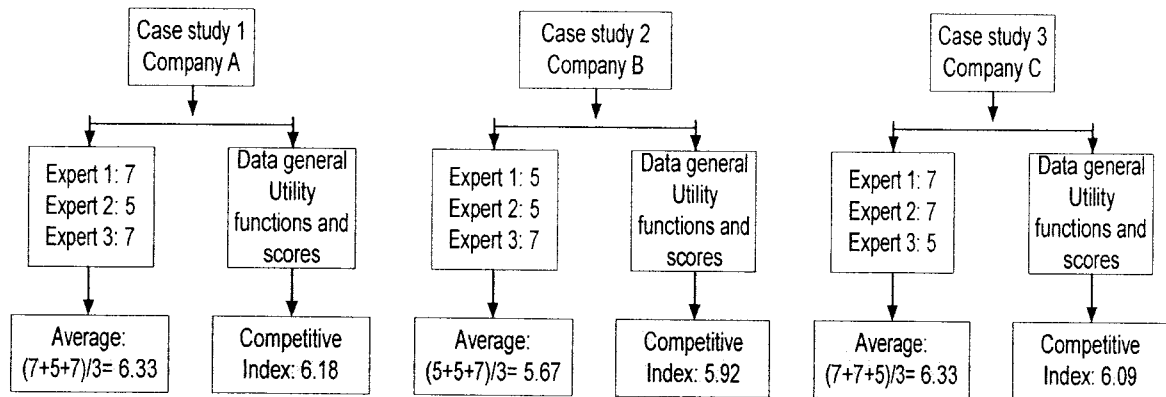 Case study 1
Company A
Expert 1: 7
Expert 2: 5
Expert 3: 7
Data general
Utility
functions and
scores
Average:
(7+5+7)/3= 6.33
Competitive
Index: 6.18
Case study 2
Company B
Expert 1: 5
Expert 2: 5
Expert 3: 7
Data general
Utility
functions and
scores
Average:
(5+5+7)/3= 5.67
Competitive
Index: 5.92
Case study 3
Company C
Expert 1: 7
Expert 2: 7
Expert 3: 5
Data general
Utility
functions and
scores
Average:
(7+7+5)/3= 6.33
Competitive
Index: 6.09